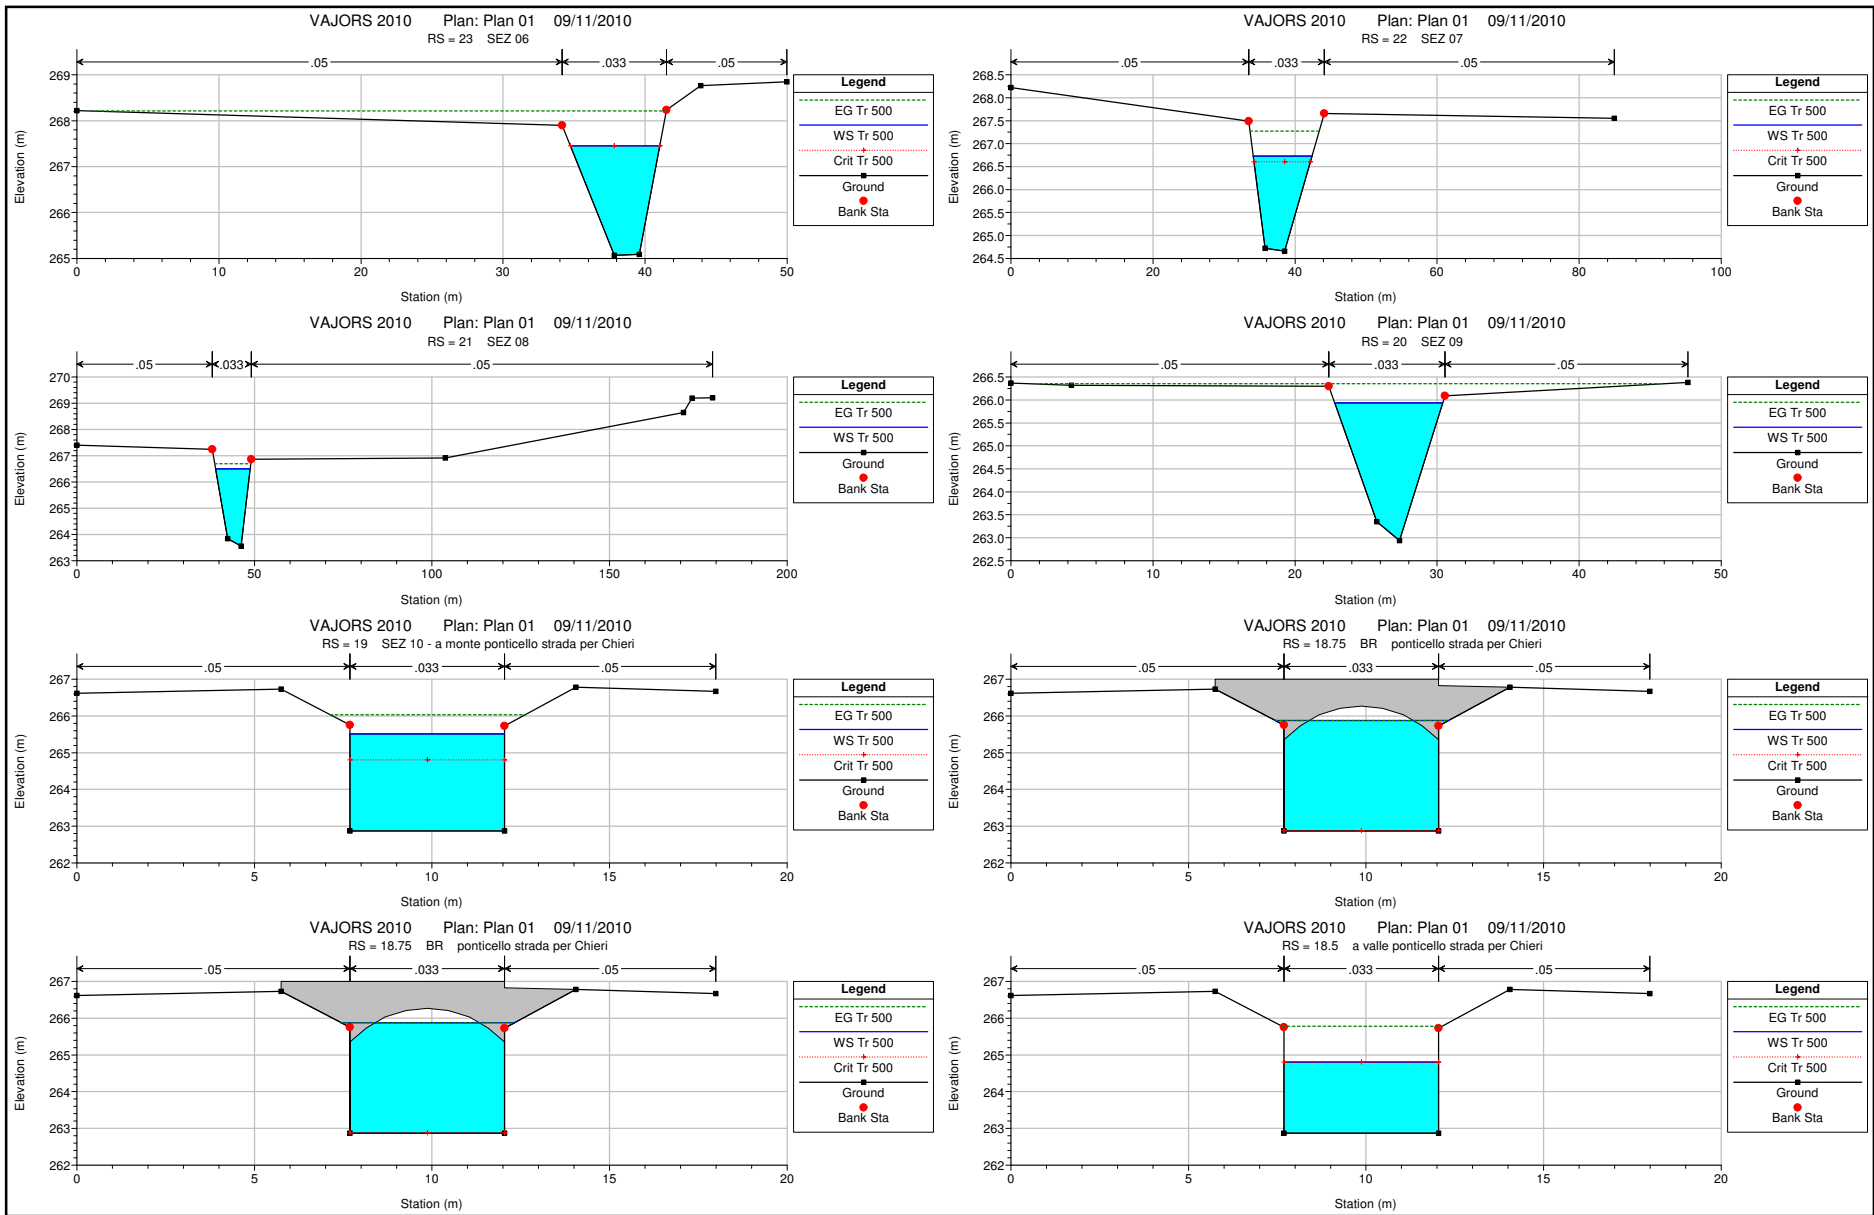 VAJORS 2010 Plan: Plan 01 09/11/2010
RS = 23 SEZ 06
.05 .033 .05
269
268
267
266
265
0 10 20 30 40 50
Station (m)
Elevation (m)
Legend
EG Tr 500
WS Tr 500
Crit Tr 500
Ground
Bank Sta
VAJORS 2010 Plan: Plan 01 09/11/2010
RS = 22 SEZ 07
.05 .033 .05
268.5
268.0
267.5
267.0
266.5
266.0
265.5
265.0
264.5
0 20 40 60 80 100
Station (m)
Elevation (m)
Legend
EG Tr 500
WS Tr 500
Crit Tr 500
Ground
Bank Sta
VAJORS 2010 Plan: Plan 01 09/11/2010
RS = 21 SEZ 08
.05 .033 .05
270
269
268
267
266
265
264
263
0 50 100 150 200
Station (m)
Elevation (m)
Legend
EG Tr 500
WS Tr 500
Ground
Bank Sta
VAJORS 2010 Plan: Plan 01 09/11/2010
RS = 20 SEZ 09
.05 .033 .05
266.5
266.0
265.5
265.0
264.5
264.0
263.5
263.0
262.5
0 10 20 30 40 50
Station (m)
Elevation (m)
Legend
EG Tr 500
WS Tr 500
Ground
Bank Sta
VAJORS 2010 Plan: Plan 01 09/11/2010
RS = 19 SEZ 10 - a monte ponticello strada per Chieri
.05 .033 .05
267
266
265
264
263
262
0 5 10 15 20
Station (m)
Elevation (m)
Legend
EG Tr 500
WS Tr 500
Crit Tr 500
Ground
Bank Sta
VAJORS 2010 Plan: Plan 01 09/11/2010
RS = 18.75 BR ponticello strada per Chieri
.05 .033 .05
267
266
265
264
263
262
0 5 10 15 20
Station (m)
Elevation (m)
Legend
EG Tr 500
WS Tr 500
Crit Tr 500
Ground
Bank Sta
VAJORS 2010 Plan: Plan 01 09/11/2010
RS = 18.75 BR ponticello strada per Chieri
.05 .033 .05
267
266
265
264
263
262
0 5 10 15 20
Station (m)
Elevation (m)
Legend
EG Tr 500
WS Tr 500
Crit Tr 500
Ground
Bank Sta
VAJORS 2010 Plan: Plan 01 09/11/2010
RS = 18.5 a valle ponticello strada per Chieri
.05 .033 .05
267
266
265
264
263
262
0 5 10 15 20
Station (m)
Elevation (m)
Legend
EG Tr 500
WS Tr 500
Crit Tr 500
Ground
Bank Sta